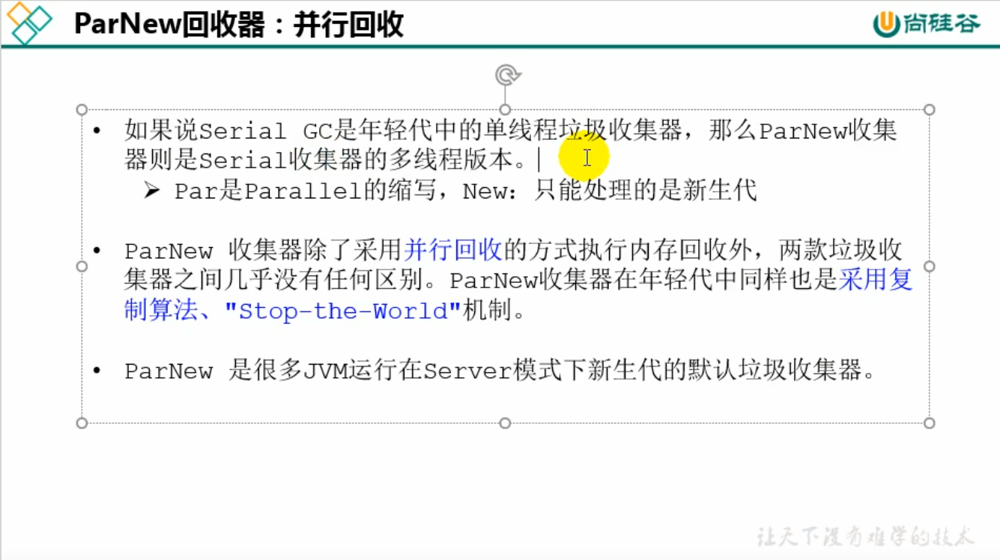 ParNew回收器：并行回收
尚硅谷
• 如果说Serial GC是年轻代中的单线程垃圾收集器，那么ParNew收集
器则是Serial收集器的多线程版本。
➢ Par是Parallel的缩写，New：只能处理的是新生代
• ParNew 收集器除了采用并行回收的方式执行内存回收外，两款垃圾收
集器之间几乎没有任何区别。ParNew收集器在年轻代中同样也是采用复
制算法、"Stop-the-World"机制。
• ParNew 是很多JVM运行在Server模式下新生代的默认垃圾收集器。
让天下没有难学的技术